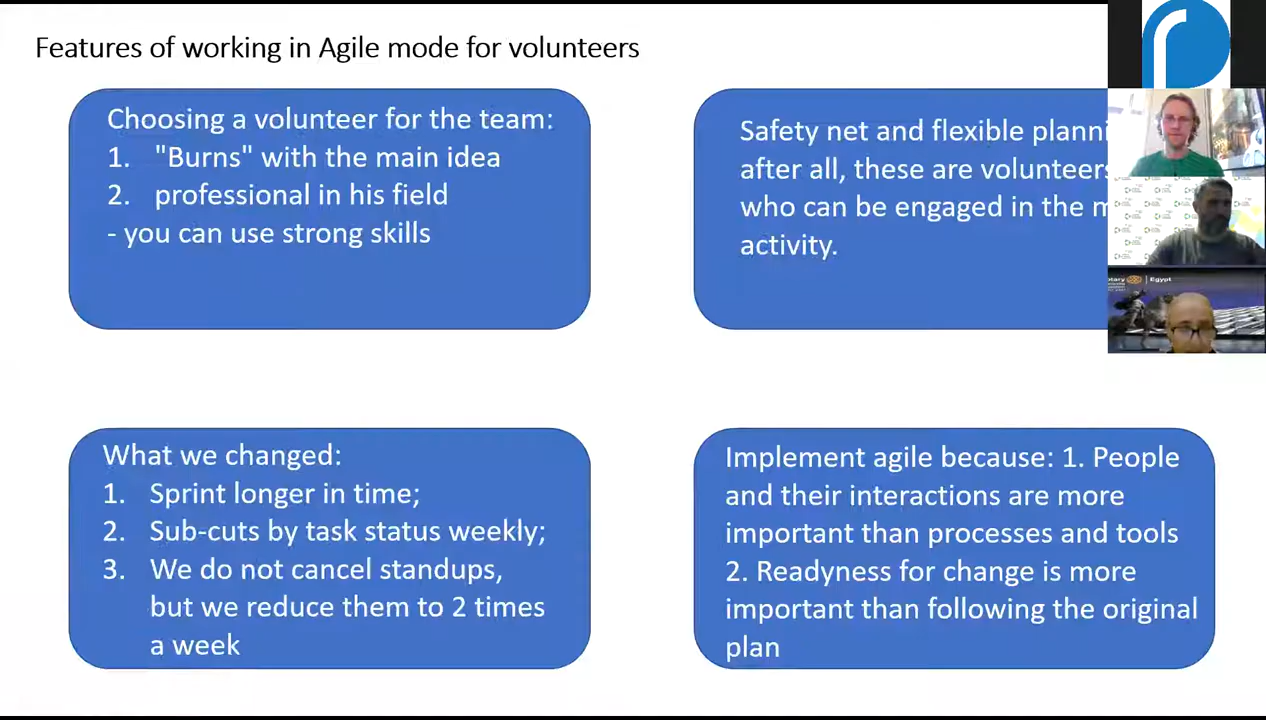 Features of working in Agile mode for volunteers
Choosing a volunteer for the team:
1. "Burns" with the main idea
2. professional in his field
- you can use strong skills
Safety net and flexible
after all, these are volunteers
who can be engaged in the
activity.
What we changed:
1. Sprint longer in time;
2. Sub-cuts by task status weekly;
3. We do not cancel standups,
but we reduce them to 2 times
a week
Implement agile because: 1. People
and their interactions are more
important than processes and tools
2. Readyness for change is more
important than following the original
plan
Egypt